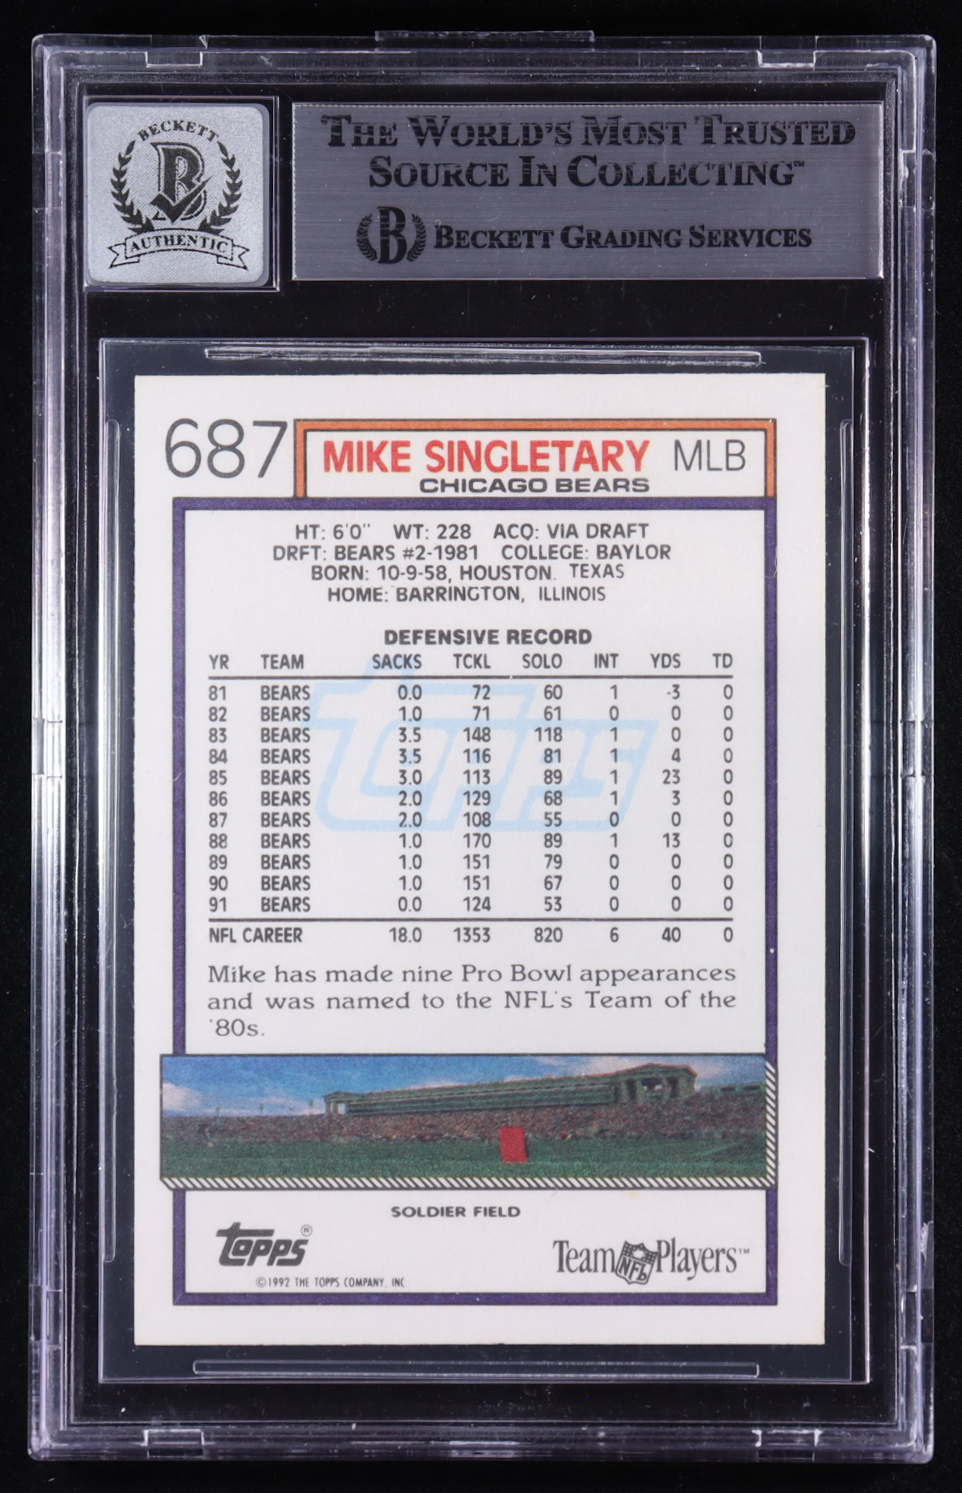 BECKETT
B
AUTHENTIC
THE WORLD'S MOST TRUSTED
SOURCE IN COLLECTING™
B BECKETT GRADING SERVICES
687 MIKE SINGLETARY MLB
CHICAGO BEARS
HT: 6'0" WT: 228 ACQ: VIA DRAFT
DRFT: BEARS #2-1981 COLLEGE: BAYLOR
BORN: 10-9-58, HOUSTON. TEXAS
HOME: BARRINGTON, ILLINOIS
DEFENSIVE RECORD
YR TEAM SACKS TCKL SOLO INT YDS TD
81 BEARS 0.0 72 60 1 -3 0
82 BEARS 1.0 71 61 0 0 0
83 BEARS 3.5 148 118 1 0 0
84 BEARS 3.5 116 81 1 4 0
85 BEARS 3.0 113 89 1 23 0
86 BEARS 2.0 129 68 1 3 0
87 BEARS 2.0 108 55 0 0 0
88 BEARS 1.0 170 89 1 13 0
89 BEARS 1.0 151 79 0 0 0
90 BEARS 1.0 151 67 0 0 0
91 BEARS 0.0 124 53 0 0 0
NFL CAREER 18.0 1353 820 6 40 0
topps
Mike has made nine Pro Bowl appearances
and was named to the NFL's Team of the
'80s.
SOLDIER FIELD
topps®
©1992 THE TOPPS COMPANY, INC
Team NFL Players™